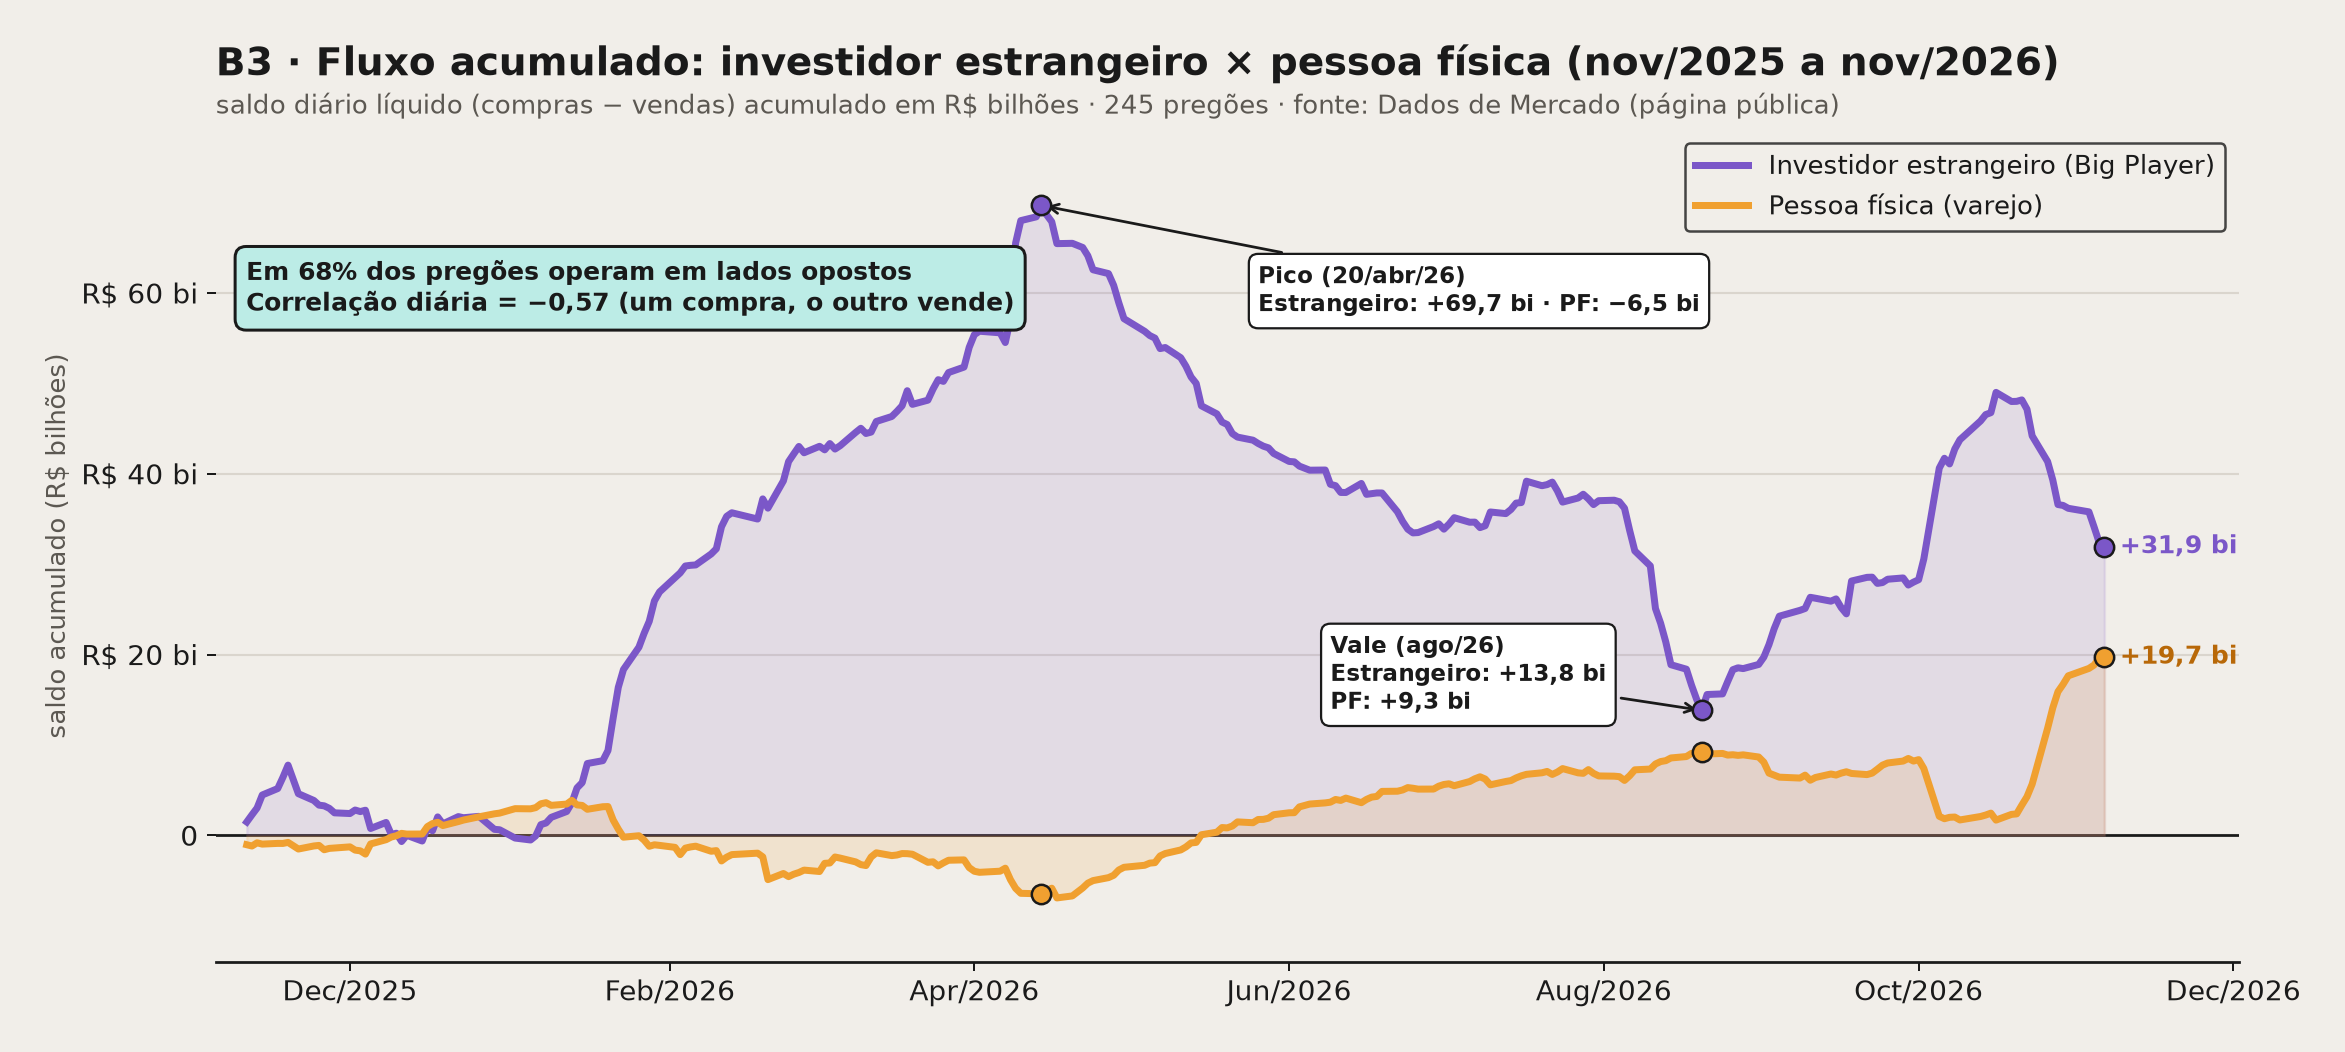 B3 · Fluxo acumulado: investidor estrangeiro × pessoa física (nov/2025 a nov/2026)
saldo diário líquido (compras − vendas) acumulado em R$ bilhões · 245 pregões · fonte: Dados de Mercado (página pública)
Investidor estrangeiro (Big Player)
Pessoa física (varejo)
Em 68% dos pregões operam em lados opostos
Correlação diária = −0,57 (um compra, o outro vende)
Pico (20/abr/26)
Estrangeiro: +69,7 bi · PF: −6,5 bi
Vale (ago/26)
Estrangeiro: +13,8 bi
PF: +9,3 bi
+31,9 bi
+19,7 bi
saldo acumulado (R$ bilhões)
R$ 60 bi
R$ 40 bi
R$ 20 bi
0
Dec/2025
Feb/2026
Apr/2026
Jun/2026
Aug/2026
Oct/2026
Dec/2026